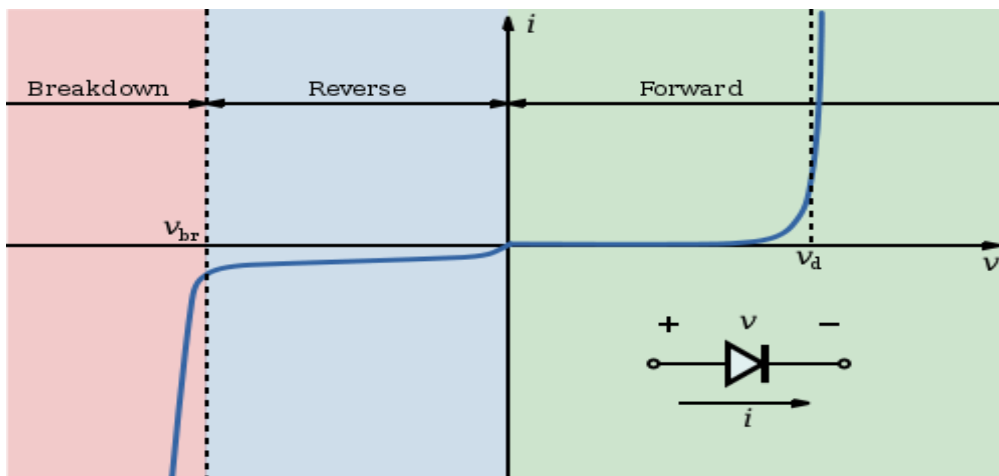 i
Breakdown
Reverse
Forward
v_br
v_d
v
+ v −
i